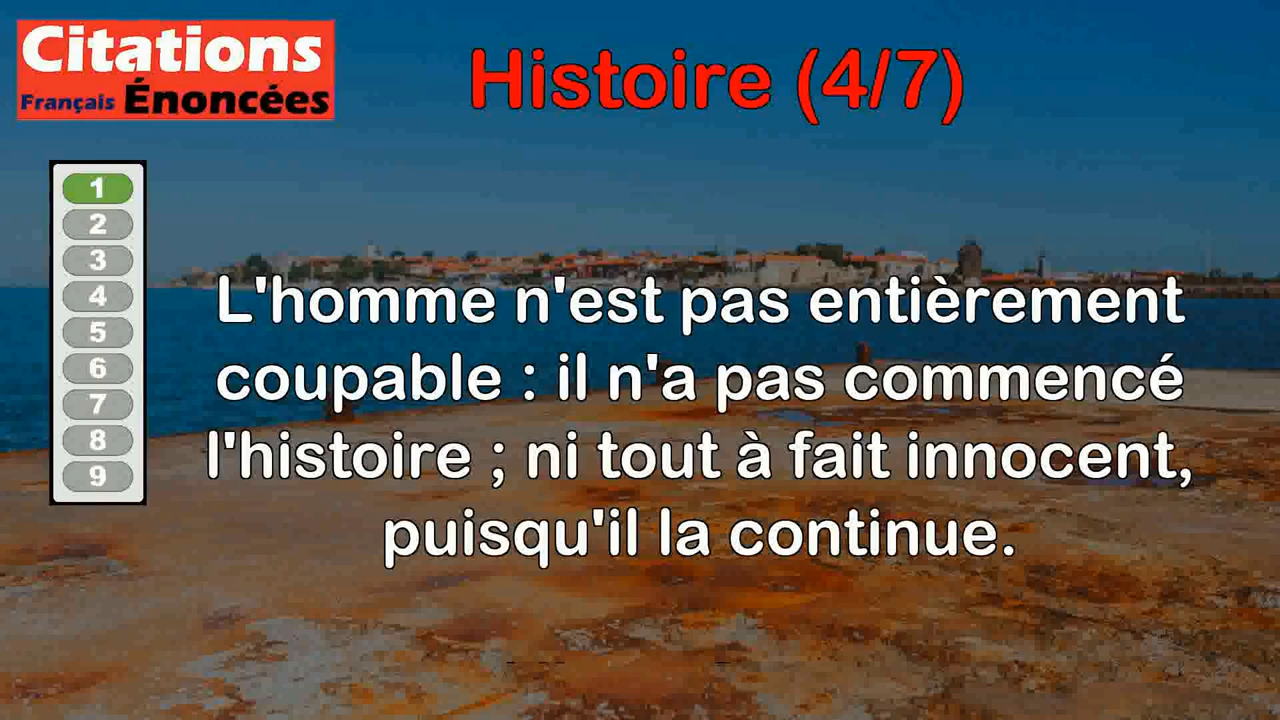 Citations
Français Énoncées
Histoire (4/7)
1
2
3
4
5
6
7
8
9
L'homme n'est pas entièrement
coupable : il n'a pas commencé
l'histoire ; ni tout à fait innocent,
puisqu'il la continue.